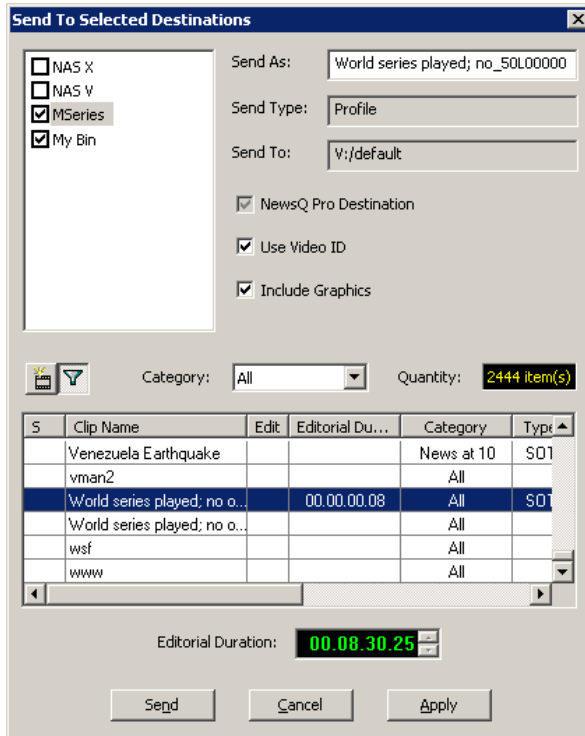 Send To Selected Destinations
NAS X
NAS V
MSeries
My Bin
Send As: World series played; no_50L00000
Send Type: Profile
Send To: V:/default
NewsQ Pro Destination
Use Video ID
Include Graphics
Category: All Quantity: 2444 item(s)
S Clip Name Edit Editorial Du... Category Type
Venezuela Earthquake News at 10 SOT
vman2 All
World series played; no o... 00.00.00.08 All SOT
World series played; no o... All
wsf All
www All
Editorial Duration: 00.08.30.25
Send Cancel Apply